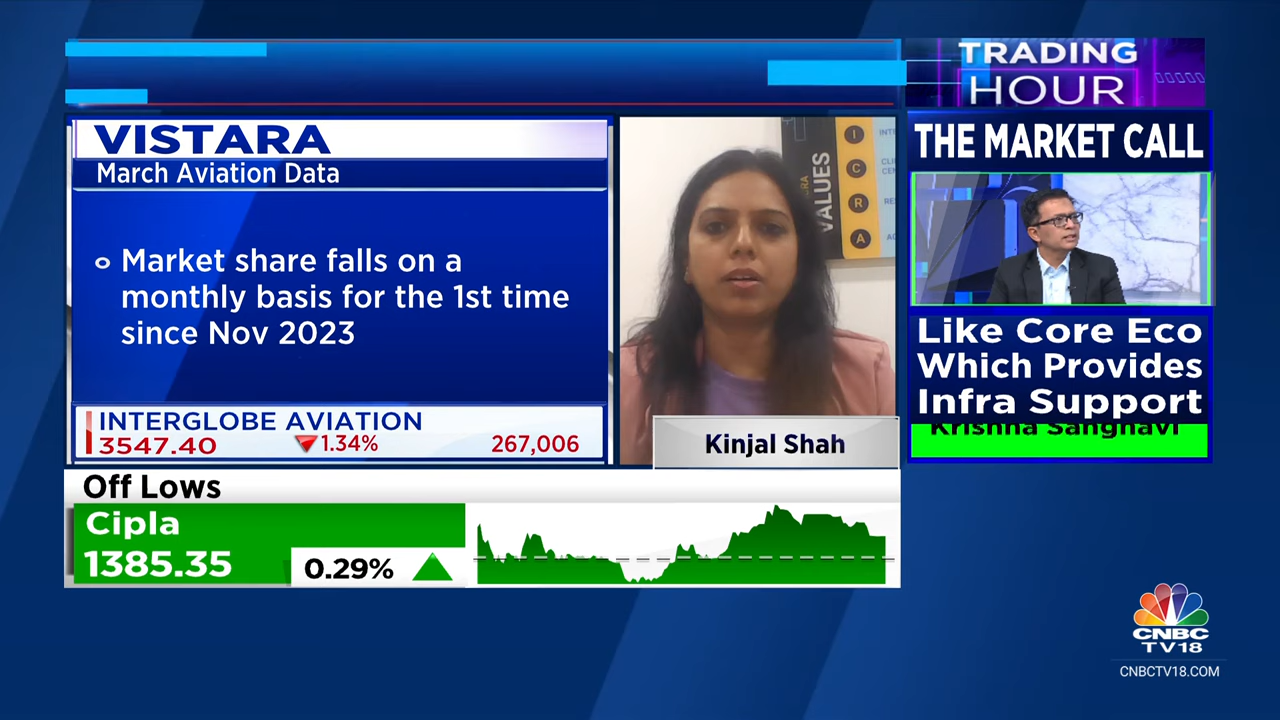 TRADING
HOUR
VISTARA
March Aviation Data
Market share falls on a
monthly basis for the 1st time
since Nov 2023
INTERGLOBE AVIATION
3547.40 1.34% 267,006
VALUES
I
C
R
A
Kinjal Shah
THE MARKET CALL
Like Core Eco
Which Provides
Infra Support
Krishna Sanghavi
Off Lows
Cipla
1385.35
0.29%
CNBC
TV18
CNBCTV18.COM